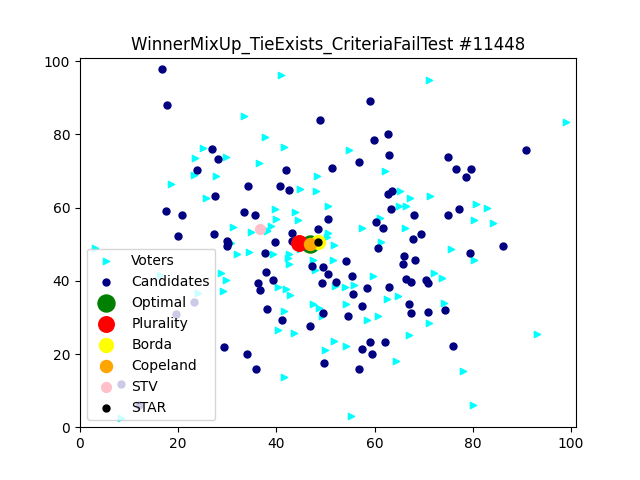 WinnerMixUp_TieExists_CriteriaFailTest #11448
100
80
60
40
20
0
Voters
Candidates
Optimal
Plurality
Borda
Copeland
STV
STAR
0 20 40 60 80 100